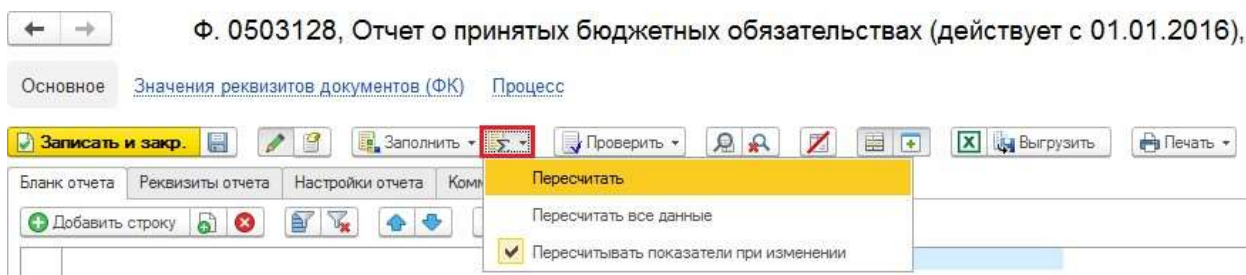 Ф. 0503128, Отчет о принятых бюджетных обязательствах (действует с 01.01.2016),
Основное Значения реквизитов документов (ФК) Процесс
Записать и закр. Заполнить Σ Проверить Выгрузить Печать
Бланк отчета Реквизиты отчета Настройки отчета Комм
Пересчитать
Добавить строку
Пересчитать все данные
Пересчитывать показатели при изменении